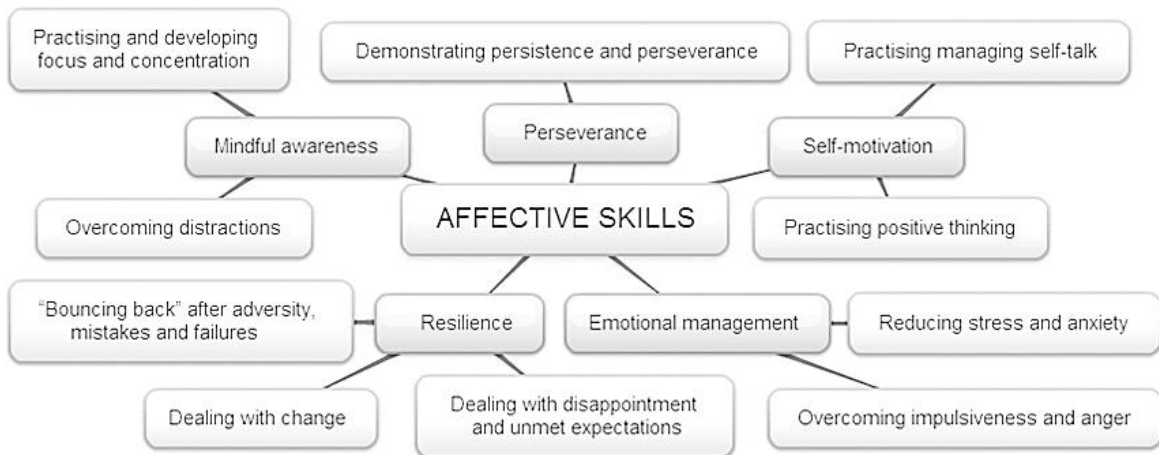 Practising and developing
focus and concentration
Demonstrating persistence and perseverance
Practising managing self-talk
Mindful awareness
Perseverance
Self-motivation
Overcoming distractions
AFFECTIVE SKILLS
Practising positive thinking
“Bouncing back” after adversity,
mistakes and failures
Resilience
Emotional management
Reducing stress and anxiety
Dealing with change
Dealing with disappointment
and unmet expectations
Overcoming impulsiveness and anger